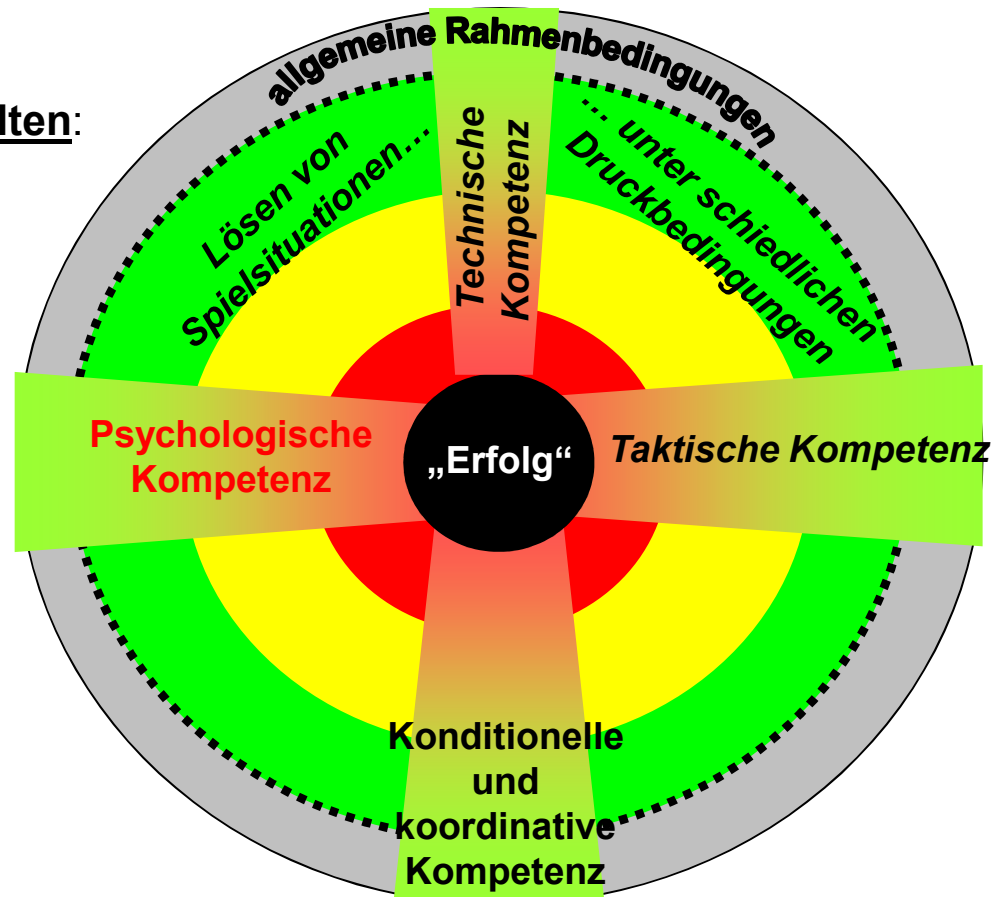 allgemeine Rahmenbedingungen
lten:
Lösen von
Spielsituationen…
Technische
Kompetenz
… unter schiedlichen
Druckbedingungen
Psychologische
Kompetenz
„Erfolg“
Taktische Kompetenz
Konditionelle
und
koordinative
Kompetenz